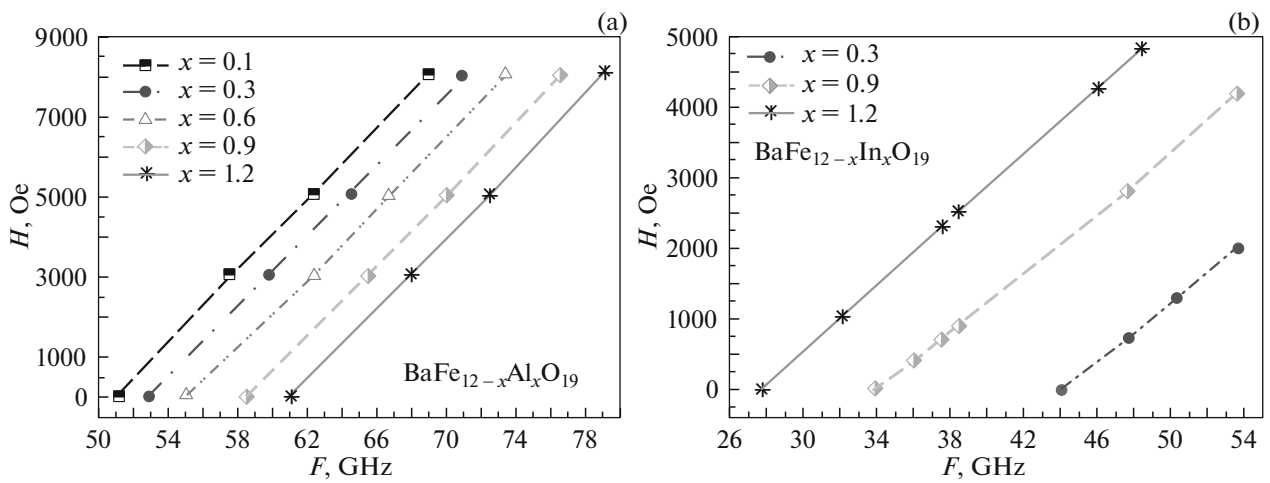 (a)
9000
7000
5000
3000
1000
0
H, Oe
x = 0.1
x = 0.3
x = 0.6
x = 0.9
x = 1.2
BaFe₁₂₋ₓAlₓO₁₉
50 54 58 62 66 70 74 78
F, GHz
(b)
5000
4000
3000
2000
1000
0
H, Oe
x = 0.3
x = 0.9
x = 1.2
BaFe₁₂₋ₓInₓO₁₉
26 30 34 38 42 46 50 54
F, GHz